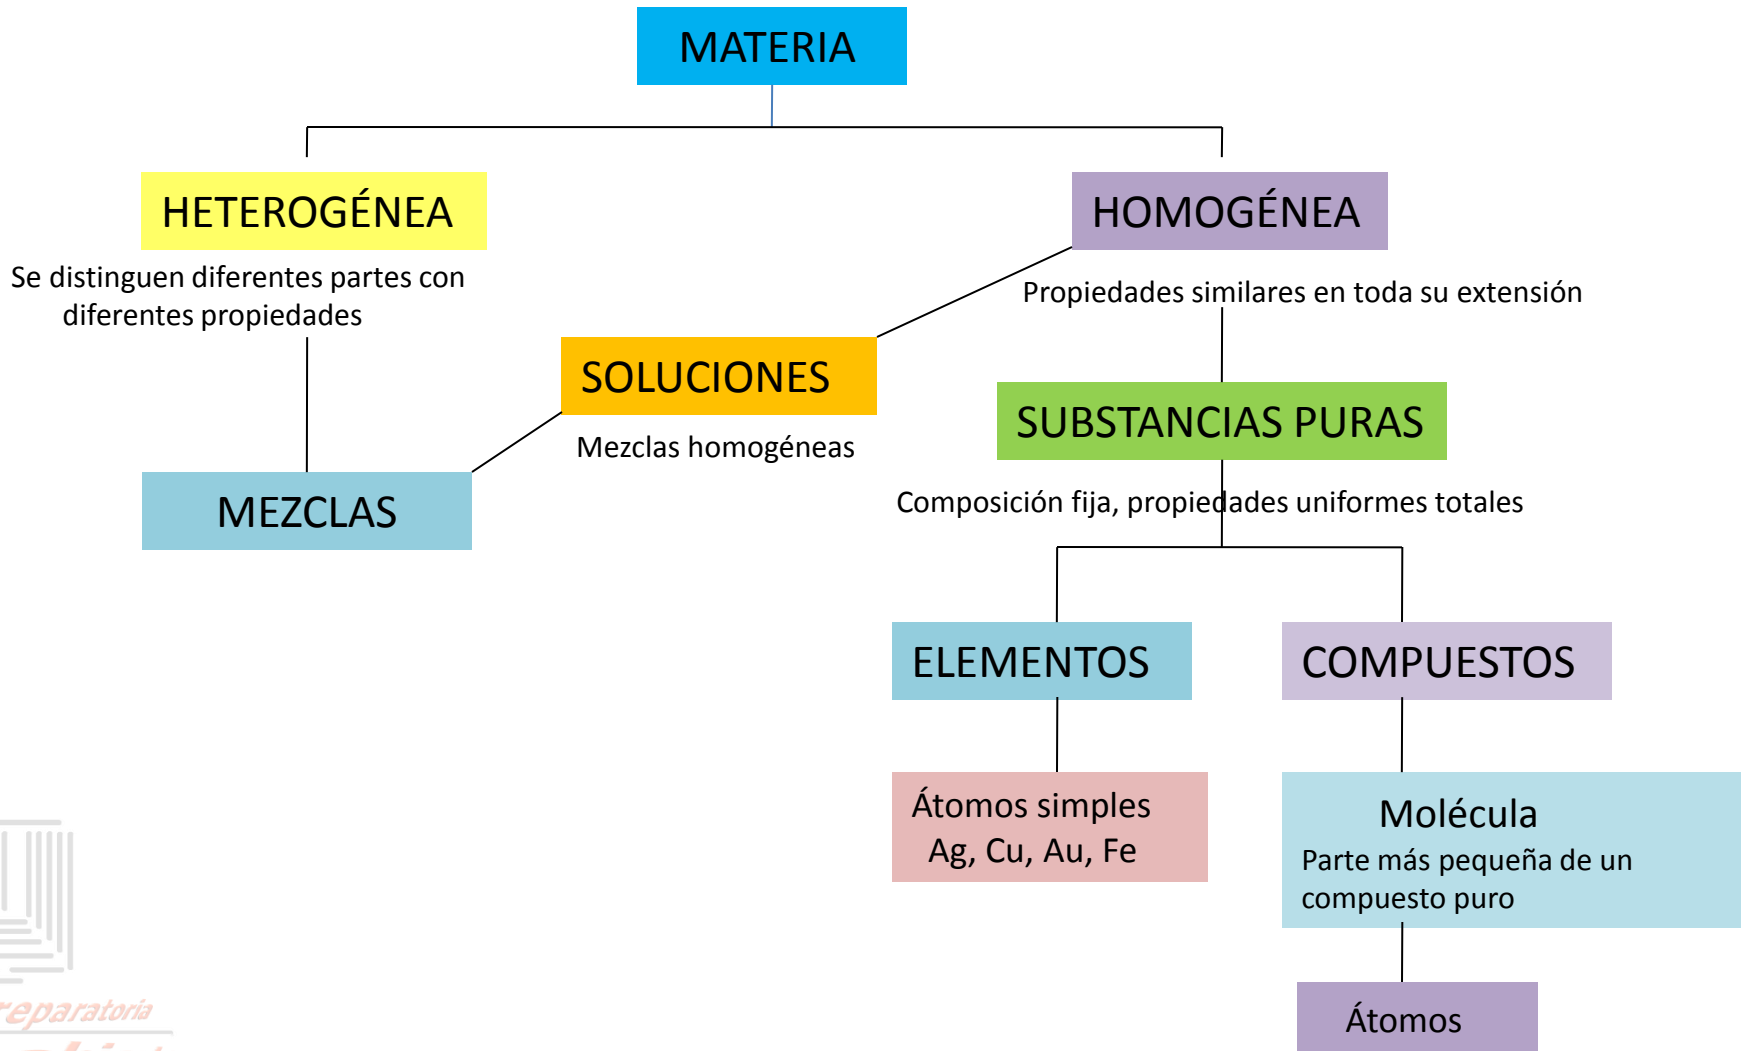 MATERIA
HETEROGÉNEA
HOMOGÉNEA
Se distinguen diferentes partes con
diferentes propiedades
Propiedades similares en toda su extensión
SOLUCIONES
Mezclas homogéneas
SUBSTANCIAS PURAS
MEZCLAS
Composición fija, propiedades uniformes totales
ELEMENTOS
COMPUESTOS
Átomos simples
Ag, Cu, Au, Fe
Molécula
Parte más pequeña de un
compuesto puro
Átomos